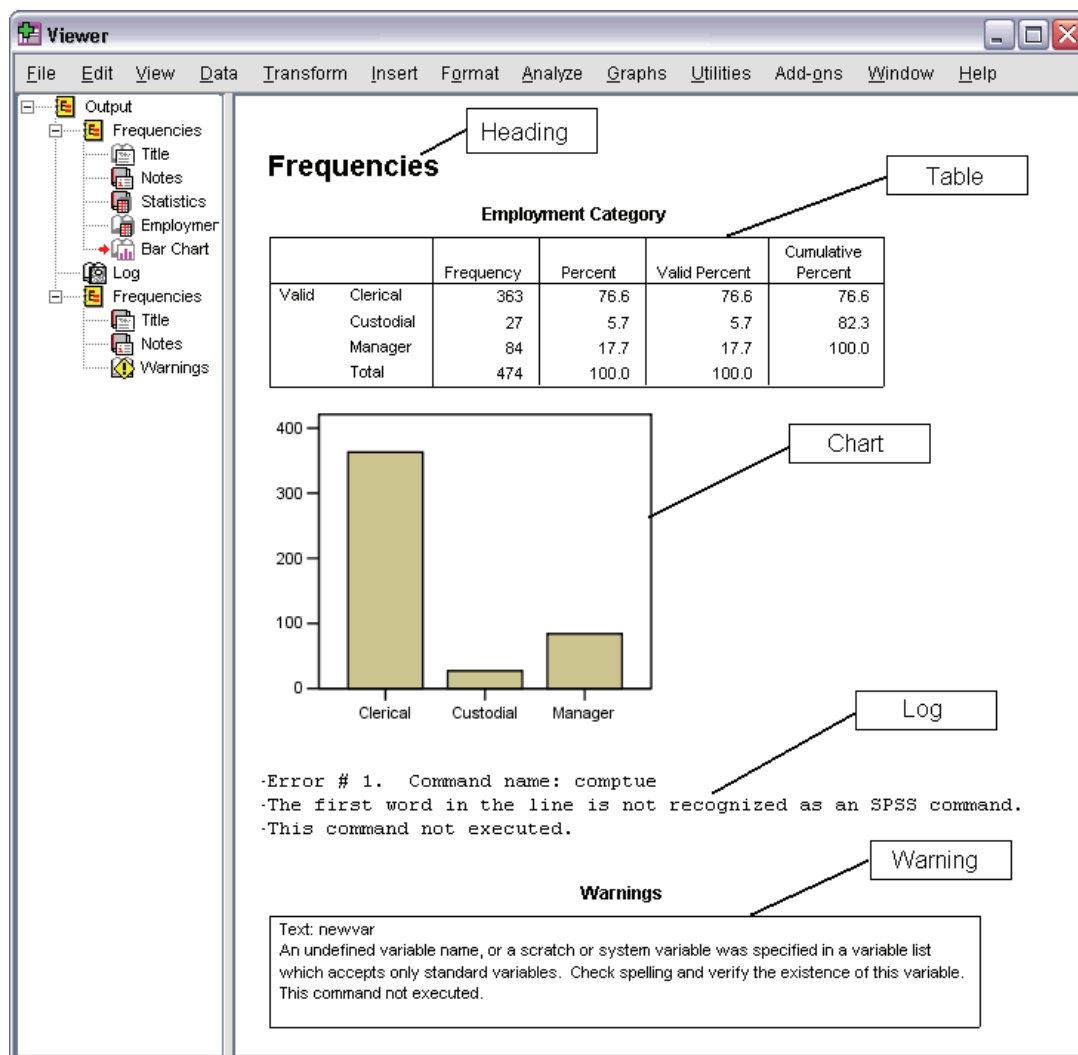 Viewer
File Edit View Data Transform Insert Format Analyze Graphs Utilities Add-ons Window Help
Output
Frequencies
Title
Notes
Statistics
Employmer
Bar Chart
Log
Frequencies
Title
Notes
Warnings
Heading
Frequencies
Table
Employment Category
Frequency Percent Valid Percent Cumulative Percent
Valid Clerical 363 76.6 76.6 76.6
Custodial 27 5.7 5.7 82.3
Manager 84 17.7 17.7 100.0
Total 474 100.0 100.0
Chart
400
300
200
100
0
Clerical Custodial Manager
Log
-Error # 1. Command name: comptue
-The first word in the line is not recognized as an SPSS command.
-This command not executed.
Warning
Warnings
Text: newvar
An undefined variable name, or a scratch or system variable was specified in a variable list
which accepts only standard variables. Check spelling and verify the existence of this variable.
This command not executed.